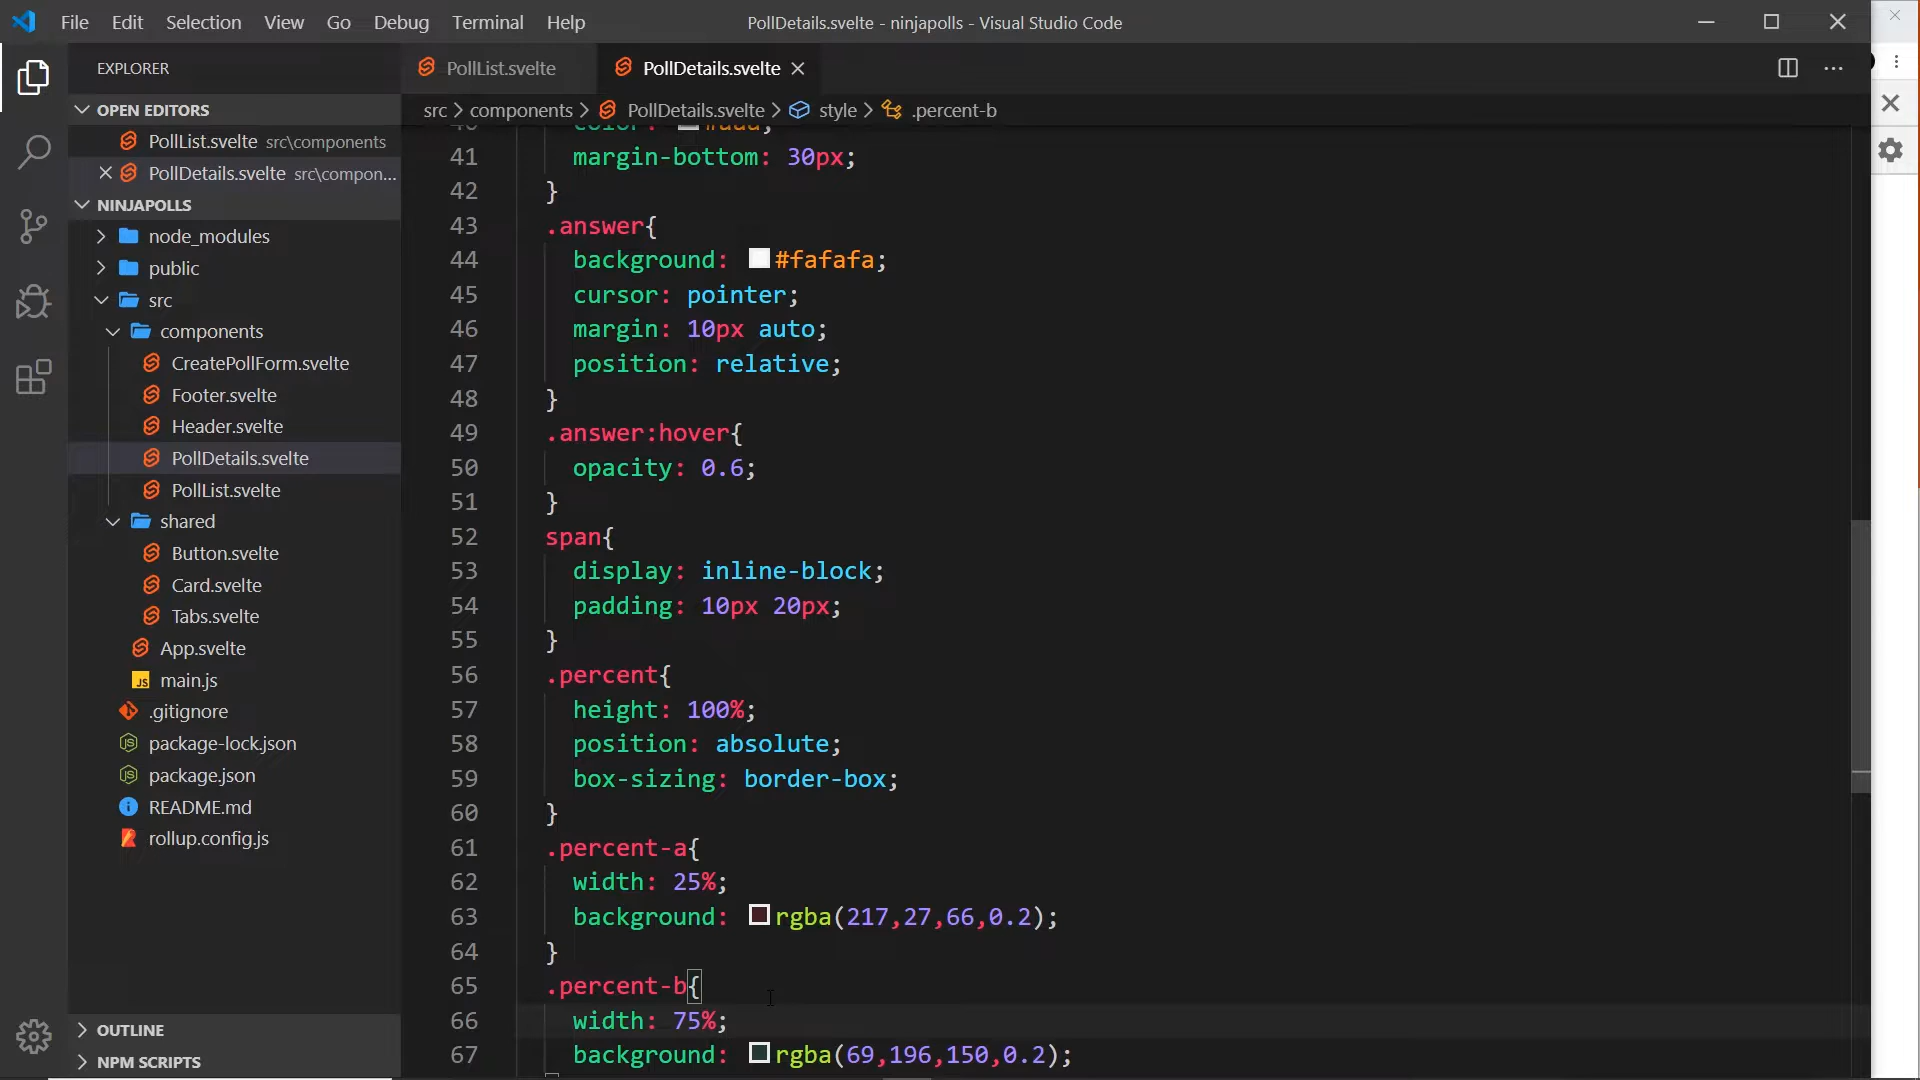 File Edit Selection View Go Debug Terminal Help
PollDetails.svelte - ninjapolls - Visual Studio Code
EXPLORER
OPEN EDITORS
PollList.svelte src\components
PollDetails.svelte src\compon...
NINJAPOLLS
node_modules
public
src
components
CreatePollForm.svelte
Footer.svelte
Header.svelte
PollDetails.svelte
PollList.svelte
shared
Button.svelte
Card.svelte
Tabs.svelte
App.svelte
JS main.js
.gitignore
package-lock.json
package.json
README.md
rollup.config.js
OUTLINE
NPM SCRIPTS
PollList.svelte
PollDetails.svelte
src > components > PollDetails.svelte > style > .percent-b
40 color: #aaa;
41 margin-bottom: 30px;
42 }
43 .answer{
44 background: #fafafa;
45 cursor: pointer;
46 margin: 10px auto;
47 position: relative;
48 }
49 .answer:hover{
50 opacity: 0.6;
51 }
52 span{
53 display: inline-block;
54 padding: 10px 20px;
55 }
56 .percent{
57 height: 100%;
58 position: absolute;
59 box-sizing: border-box;
60 }
61 .percent-a{
62 width: 25%;
63 background: rgba(217,27,66,0.2);
64 }
65 .percent-b{
66 width: 75%;
67 background: rgba(69,196,150,0.2);